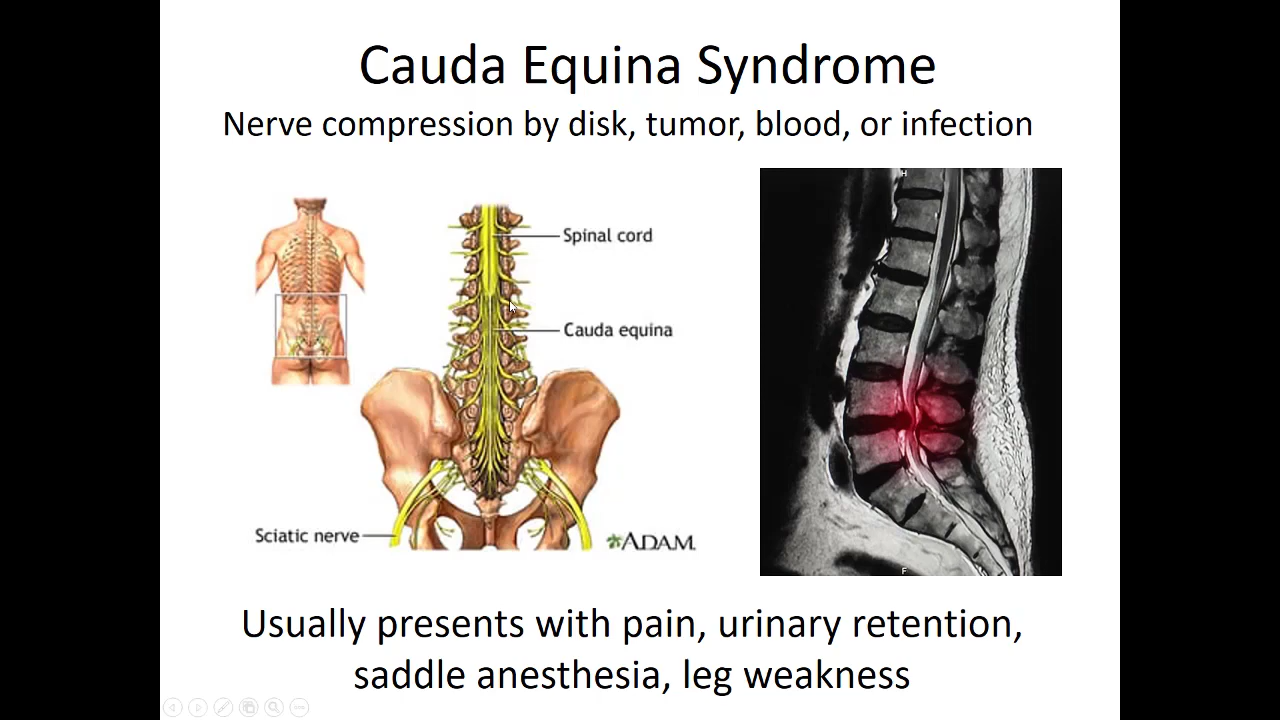 Cauda Equina Syndrome
Nerve compression by disk, tumor, blood, or infection
H
Spinal cord
Cauda equina
Sciatic nerve
ADAM.
F
Usually presents with pain, urinary retention,
saddle anesthesia, leg weakness